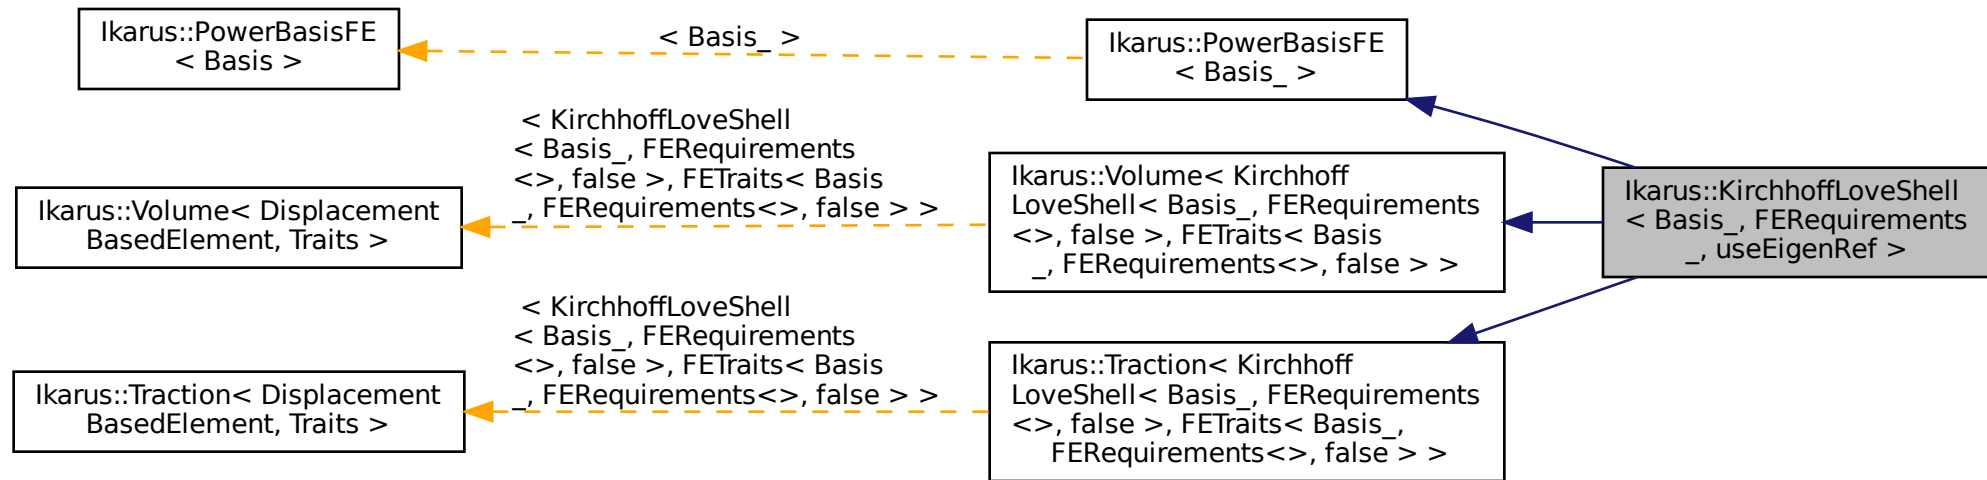 Ikarus::PowerBasisFE
< Basis >
< Basis_ >
Ikarus::PowerBasisFE
< Basis_ >
< KirchhoffLoveShell
< Basis_, FERequirements
<>, false >, FETraits< Basis
_, FERequirements<>, false > >
Ikarus::Volume< Displacement
BasedElement, Traits >
Ikarus::Volume< Kirchhoff
LoveShell< Basis_, FERequirements
<>, false >, FETraits< Basis
_, FERequirements<>, false > >
Ikarus::KirchhoffLoveShell
< Basis_, FERequirements
_, useEigenRef >
< KirchhoffLoveShell
< Basis_, FERequirements
<>, false >, FETraits< Basis
_, FERequirements<>, false > >
Ikarus::Traction< Displacement
BasedElement, Traits >
Ikarus::Traction< Kirchhoff
LoveShell< Basis_, FERequirements
<>, false >, FETraits< Basis_,
FERequirements<>, false > >